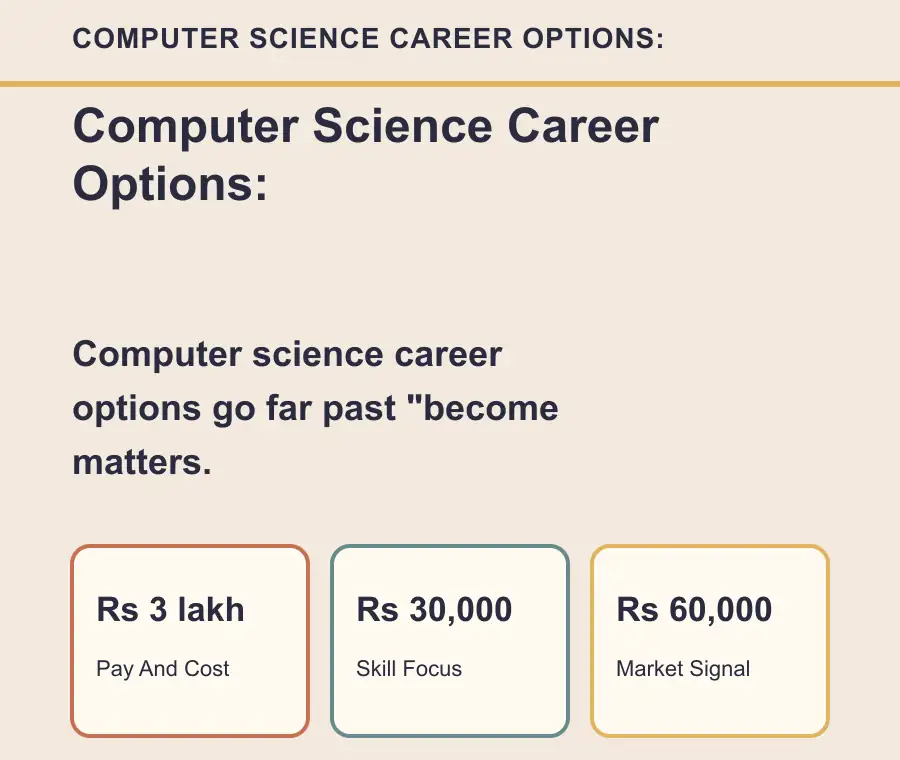 COMPUTER SCIENCE CAREER OPTIONS:
Computer Science Career
Options:
Computer science career
options go far past "become
matters.
Rs 3 lakh
Pay And Cost
Rs 30,000
Skill Focus
Rs 60,000
Market Signal